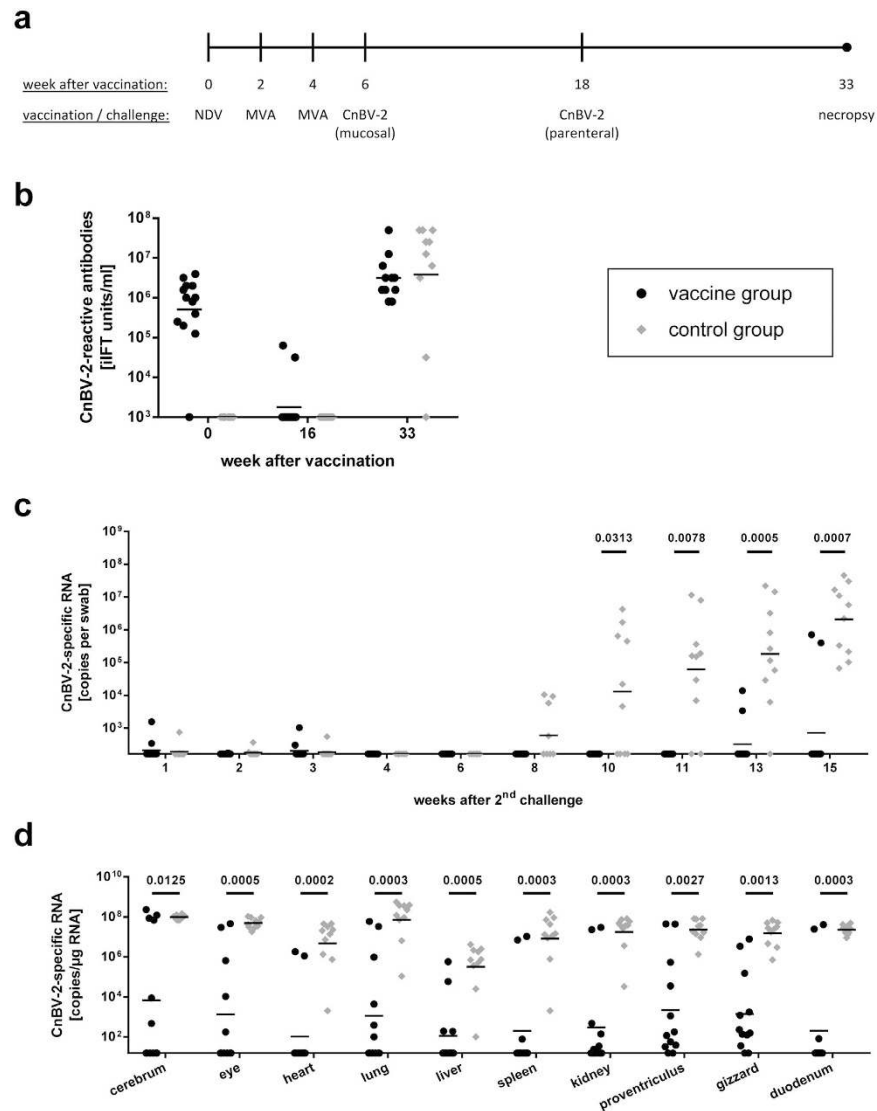 a
week after vaccination: 0 2 4 6 18 33
vaccination / challenge: NDV MVA MVA CnBV-2 CnBV-2 necropsy
(mucosal) (parenteral)
b
CnBV-2-reactive antibodies
[iIFT units/ml]
10⁸
10⁷
10⁶
10⁵
10⁴
10³
0 16 33
week after vaccination
vaccine group
control group
c
CnBV-2-specific RNA
[copies per swab]
10⁹
10⁸
10⁷
10⁶
10⁵
10⁴
10³
0.0313 0.0078 0.0005 0.0007
1 2 3 4 6 8 10 11 13 15
weeks after 2ⁿᵈ challenge
d
CnBV-2-specific RNA
[copies/µg RNA]
10¹⁰
10⁸
10⁶
10⁴
10²
0.0125 0.0005 0.0002 0.0003 0.0005 0.0003 0.0003 0.0027 0.0013 0.0003
cerebrum eye heart lung liver spleen kidney proventriculus gizzard duodenum